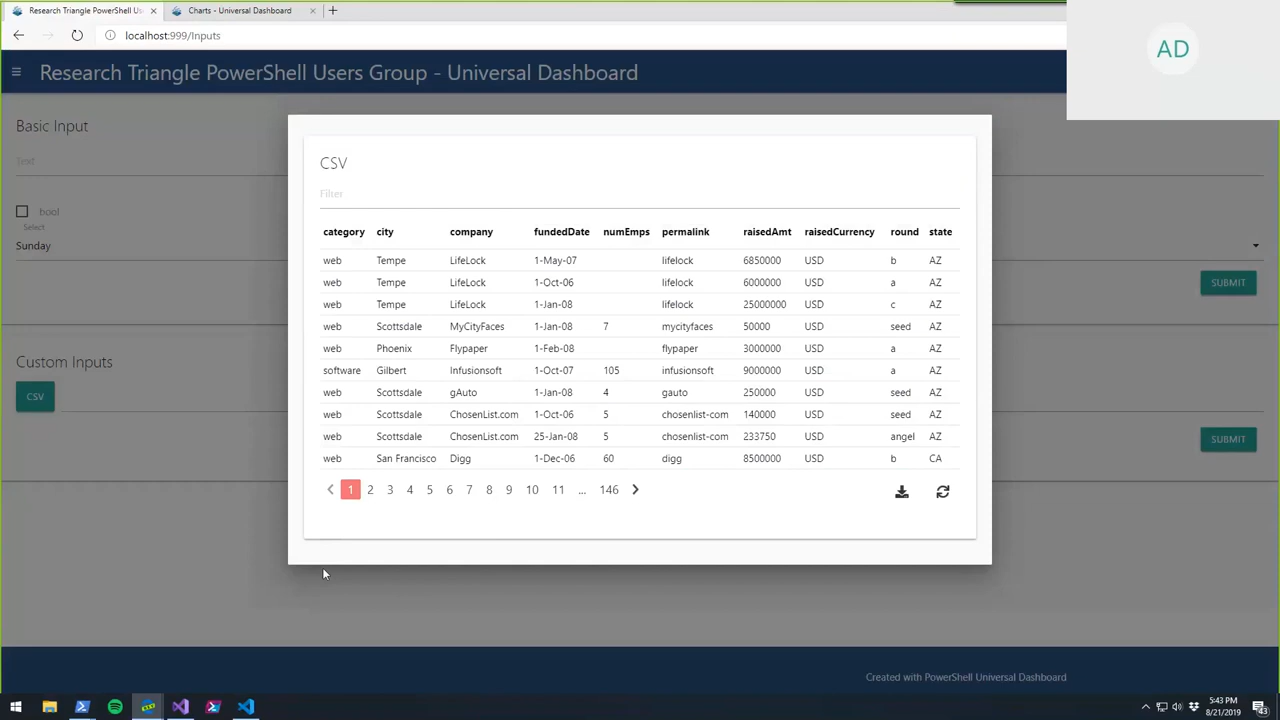 Research Triangle PowerShell Us
Charts - Universal Dashboard
localhost:999/Inputs
AD
Research Triangle PowerShell Users Group - Universal Dashboard
Basic Input
Text
bool
Select
Sunday
SUBMIT
Custom Inputs
CSV
SUBMIT
CSV
Filter
category city company fundedDate numEmps permalink raisedAmt raisedCurrency round state
web Tempe LifeLock 1-May-07 lifelock 6850000 USD b AZ
web Tempe LifeLock 1-Oct-06 lifelock 6000000 USD a AZ
web Tempe LifeLock 1-Jan-08 lifelock 25000000 USD c AZ
web Scottsdale MyCityFaces 1-Jan-08 7 mycityfaces 50000 USD seed AZ
web Phoenix Flypaper 1-Feb-08 flypaper 3000000 USD a AZ
software Gilbert Infusionsoft 1-Oct-07 105 infusionsoft 9000000 USD a AZ
web Scottsdale gAuto 1-Jan-08 4 gauto 250000 USD seed AZ
web Scottsdale ChosenList.com 1-Oct-06 5 chosenlist-com 140000 USD seed AZ
web Scottsdale ChosenList.com 25-Jan-08 5 chosenlist-com 233750 USD angel AZ
web San Francisco Digg 1-Dec-06 60 digg 8500000 USD b CA
1 2 3 4 5 6 7 8 9 10 11 ... 146
Created with PowerShell Universal Dashboard
5:43 PM
8/21/2019
43